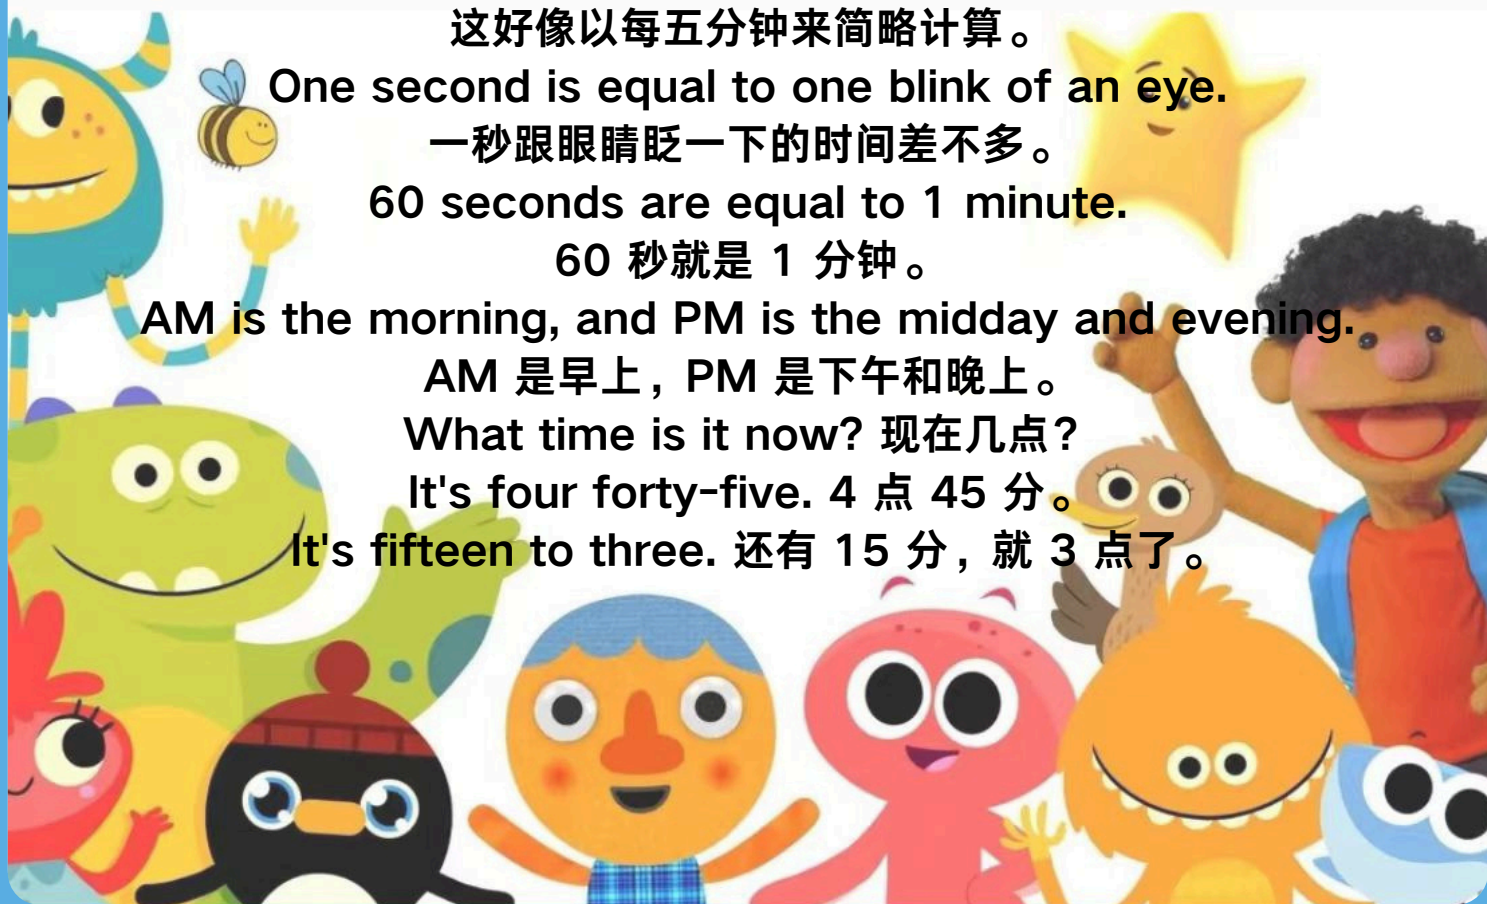 这好像以每五分钟来简略计算。
One second is equal to one blink of an eye.
一秒跟眼睛眨一下的时间差不多。
60 seconds are equal to 1 minute.
60 秒就是 1 分钟。
AM is the morning, and PM is the midday and evening.
AM 是早上，PM 是下午和晚上。
What time is it now? 现在几点?
It's four forty-five. 4 点 45 分。
It's fifteen to three. 还有 15 分，就 3 点了。